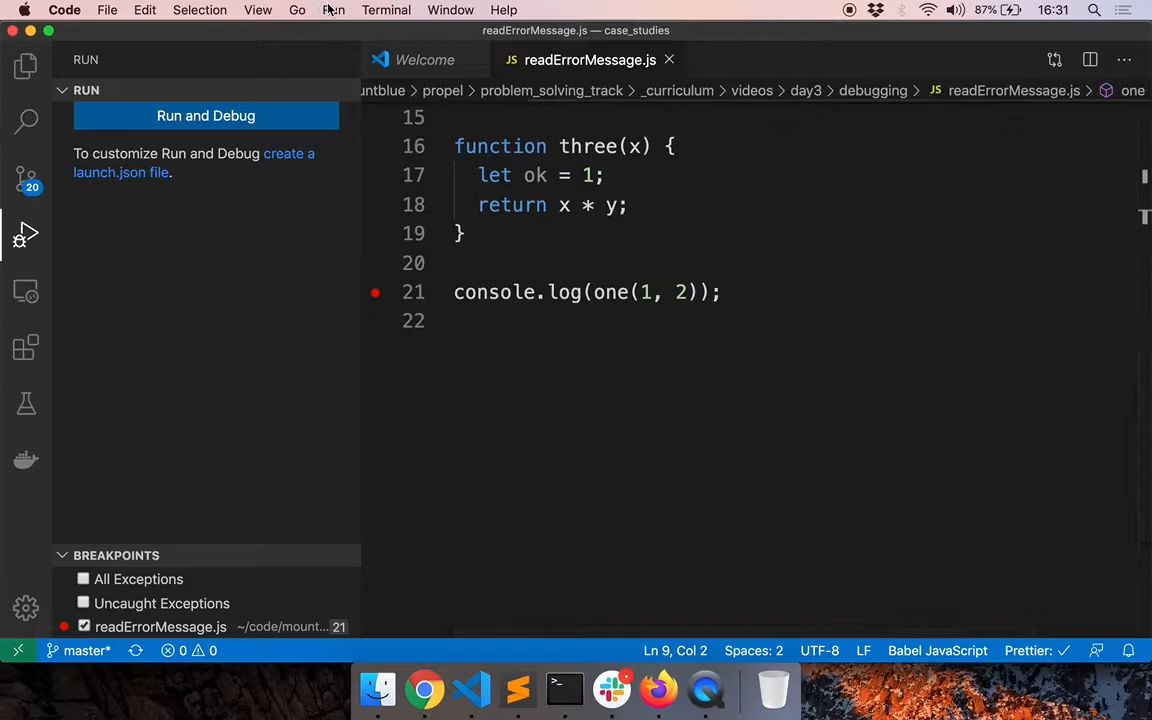 Code File Edit Selection View Go Run Terminal Window Help 87% 16:31
readErrorMessage.js — case_studies
RUN
Welcome
JS readErrorMessage.js
RUN
untblue > propel > problem_solving_track > _curriculum > videos > day3 > debugging > JS readErrorMessage.js > one
Run and Debug
To customize Run and Debug create a
launch.json file.
20
15
16 function three(x) {
17 let ok = 1;
18 return x * y;
19 }
20
21 console.log(one(1, 2));
22
BREAKPOINTS
All Exceptions
Uncaught Exceptions
readErrorMessage.js ~/code/mount... 21
master* 0 0 Ln 9, Col 2 Spaces: 2 UTF-8 LF Babel JavaScript Prettier: ✓